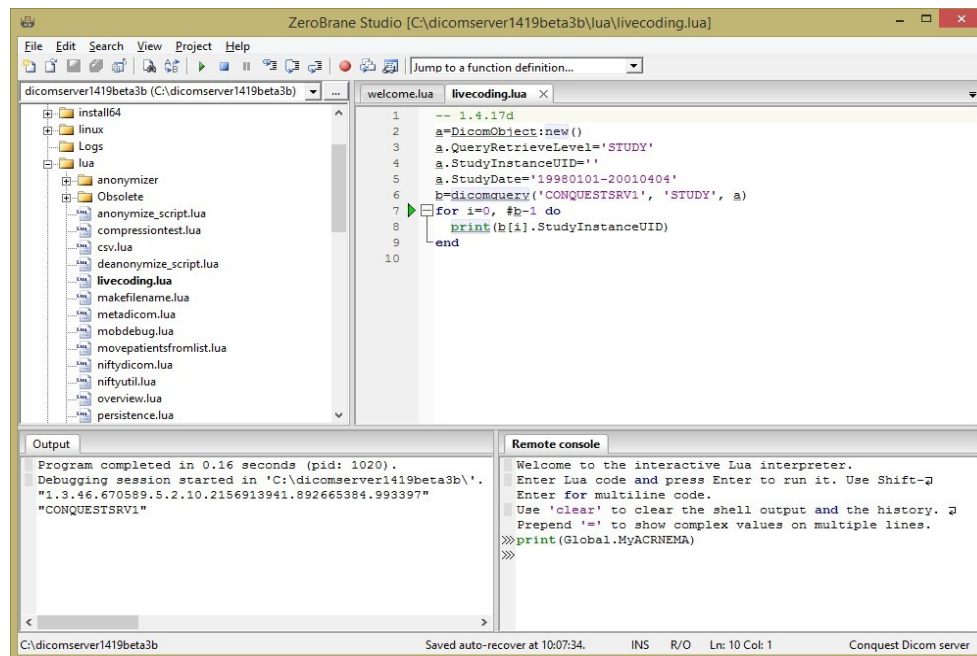 ZeroBrane Studio [C:\dicomserver1419beta3b\lua\livecoding.lua]
File Edit Search View Project Help
Jump to a function definition...
dicomserver1419beta3b (C:\dicomserver1419beta3b) ...
install64
linux
Logs
lua
anonymizer
Obsolete
anonymize_script.lua
compressiontest.lua
csv.lua
deanonymize_script.lua
livecoding.lua
makefilename.lua
metadicom.lua
mobdebug.lua
movepatientsfromlist.lua
niftydicom.lua
niftyutil.lua
overview.lua
persistence.lua
welcome.lua livecoding.lua
1 -- 1.4.17d
2 a=DicomObject:new()
3 a.QueryRetrieveLevel='STUDY'
4 a.StudyInstanceUID=''
5 a.StudyDate='19980101-20010404'
6 b=dicomquery('CONQUESTSRV1', 'STUDY', a)
7 for i=0, #b-1 do
8 print(b[i].StudyInstanceUID)
9 end
10
Output
Program completed in 0.16 seconds (pid: 1020).
Debugging session started in 'C:\dicomserver1419beta3b\'.
"1.3.46.670589.5.2.10.2156913941.892665384.993397"
"CONQUESTSRV1"
Remote console
Welcome to the interactive Lua interpreter.
Enter Lua code and press Enter to run it. Use Shift-
Enter for multiline code.
Use 'clear' to clear the shell output and the history.
Prepend '=' to show complex values on multiple lines.
print(Global.MyACRNEMA)
C:\dicomserver1419beta3b Saved auto-recover at 10:07:34. INS R/O Ln: 10 Col: 1 Conquest Dicom server